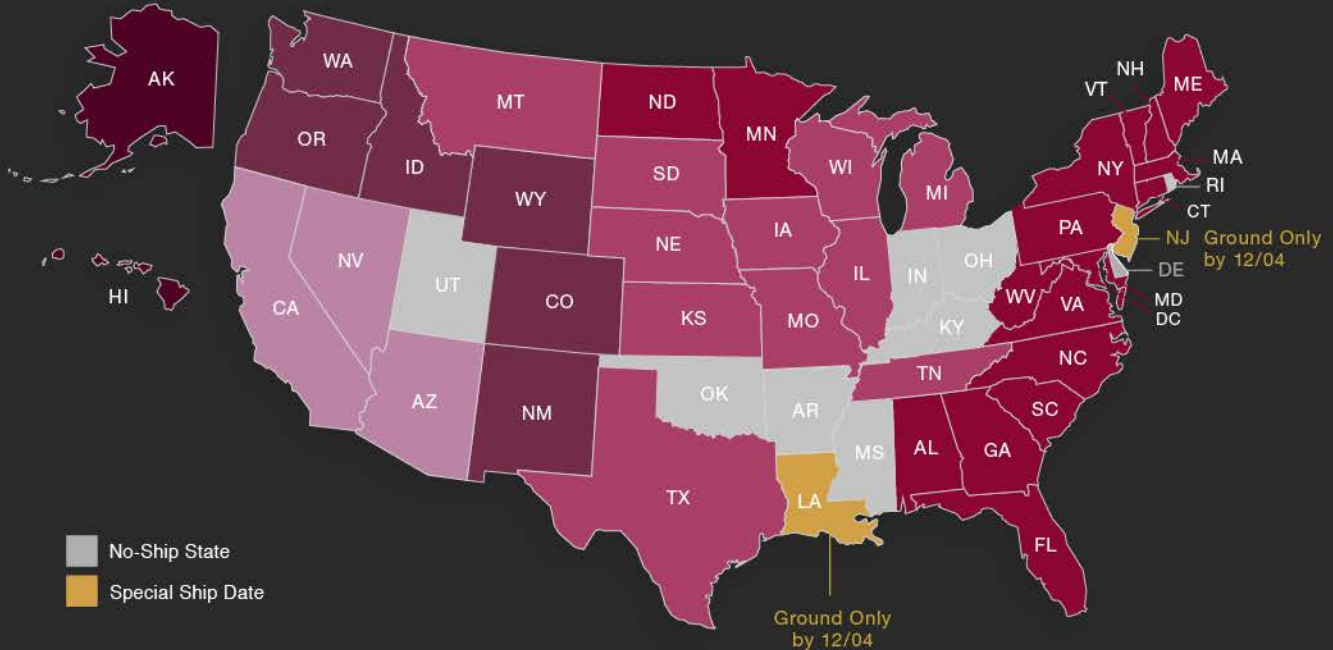 AK
WA
MT
ND
MN
OR
ID
WY
SD
WI
MI
NH
VT
ME
NY
MA
RI
CT
PA
NJ Ground Only
by 12/04
DE
MD
DC
NE
IA
IL
IN
OH
WV
VA
KY
NC
NV
UT
CO
KS
MO
CA
HI
AZ
NM
OK
AR
TN
SC
MS
AL
GA
TX
LA
FL
No-Ship State
Special Ship Date
Ground Only
by 12/04